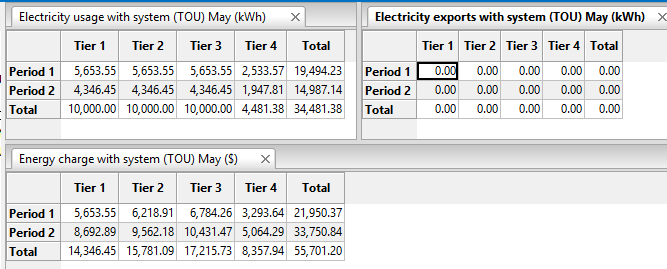 Electricity usage with system (TOU) May (kWh) ×
Tier 1 Tier 2 Tier 3 Tier 4 Total
Period 1 5,653.55 5,653.55 5,653.55 2,533.57 19,494.23
Period 2 4,346.45 4,346.45 4,346.45 1,947.81 14,987.14
Total 10,000.00 10,000.00 10,000.00 4,481.38 34,481.38
Electricity exports with system (TOU) May (kWh) ×
Tier 1 Tier 2 Tier 3 Tier 4 Total
Period 1 0.00 0.00 0.00 0.00 0.00
Period 2 0.00 0.00 0.00 0.00 0.00
Total 0.00 0.00 0.00 0.00 0.00
Energy charge with system (TOU) May ($) ×
Tier 1 Tier 2 Tier 3 Tier 4 Total
Period 1 5,653.55 6,218.91 6,784.26 3,293.64 21,950.37
Period 2 8,692.89 9,562.18 10,431.47 5,064.29 33,750.84
Total 14,346.45 15,781.09 17,215.73 8,357.94 55,701.20